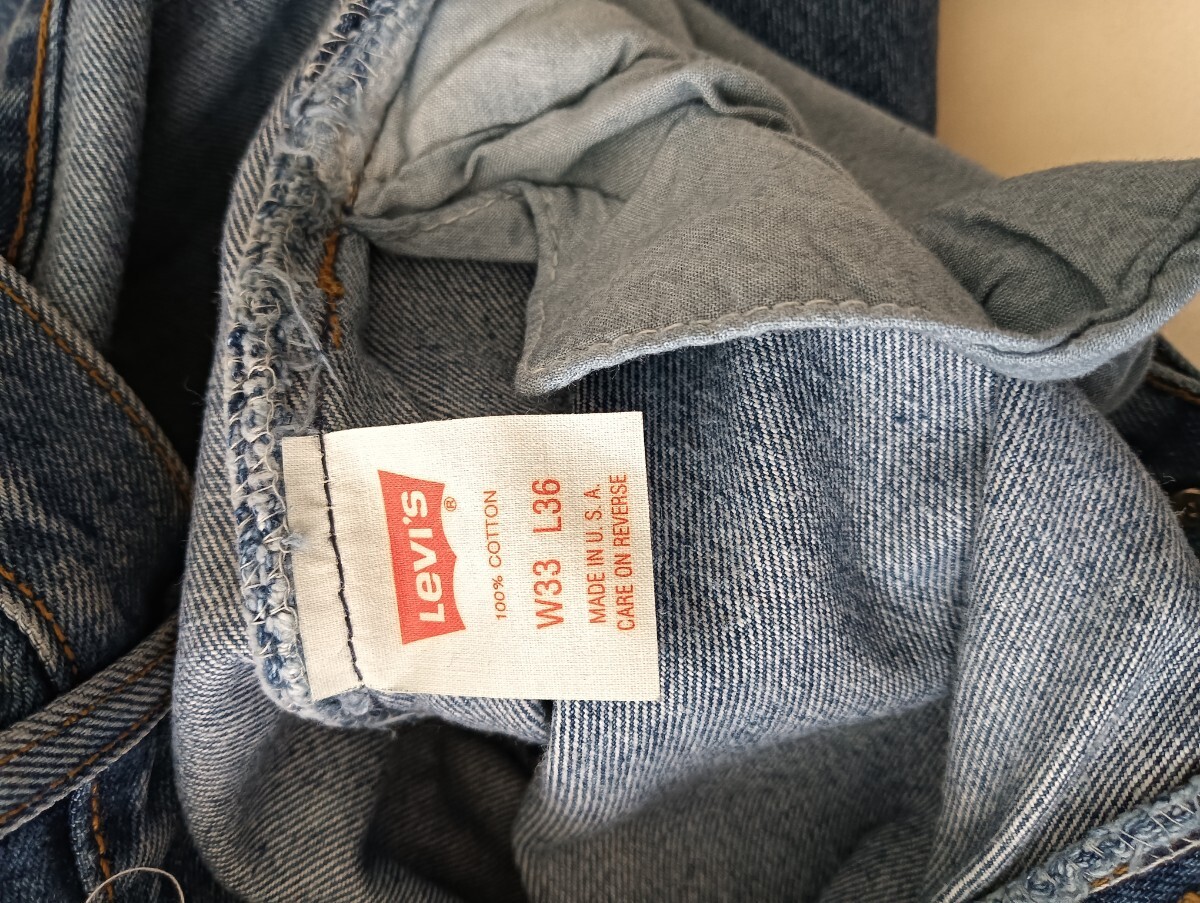 LEVI'S ®
100% COTTON
W33 L36
MADE IN U. S. A.
CARE ON REVERSE